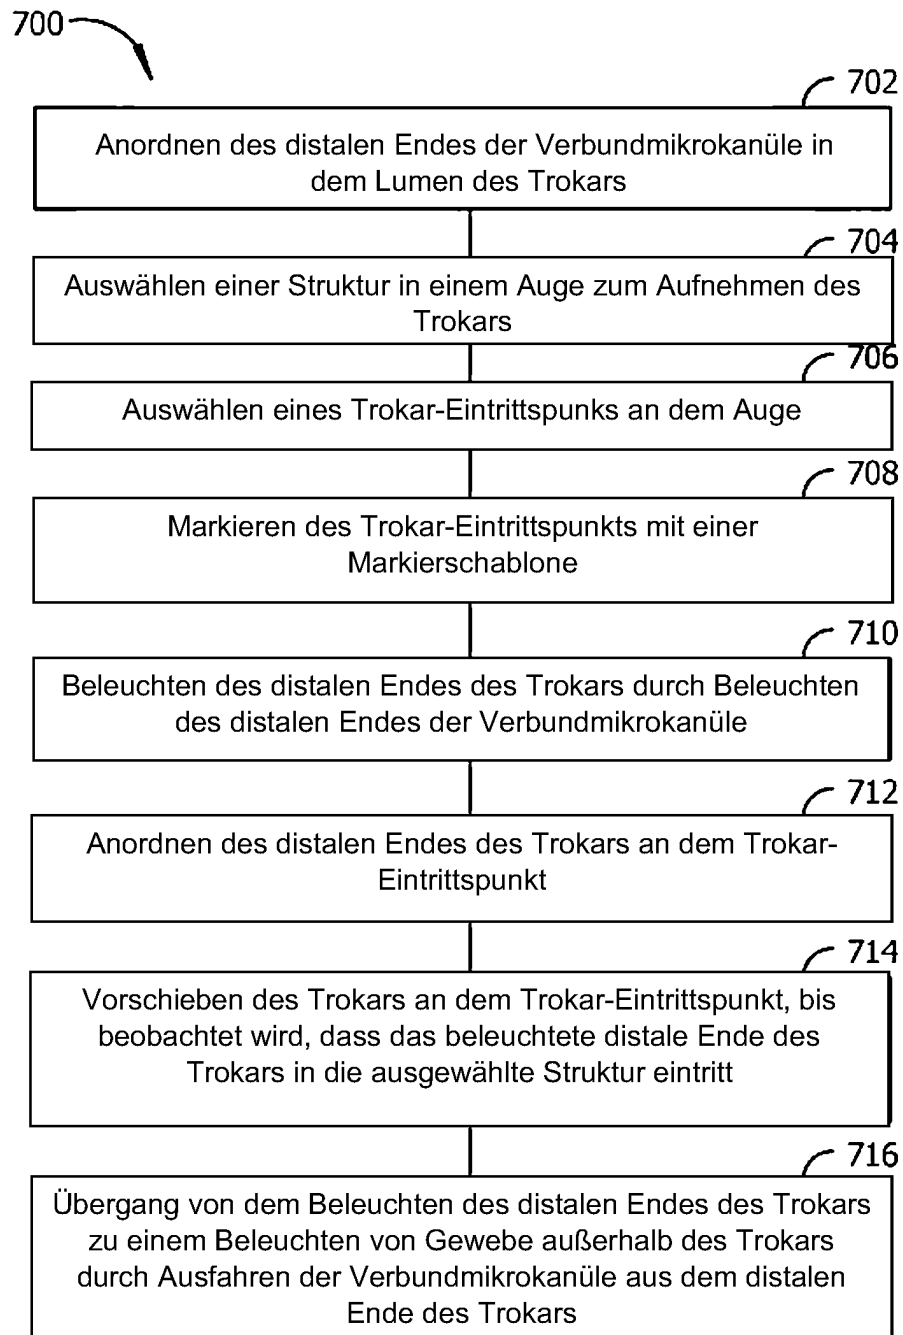 700
702
Anordnen des distalen Endes der Verbundmikrokanüle in
dem Lumen des Trokars
704
Auswählen einer Struktur in einem Auge zum Aufnehmen des
Trokars
706
Auswählen eines Trokar-Eintrittspunks an dem Auge
708
Markieren des Trokar-Eintrittspunkts mit einer
Markierschablone
710
Beleuchten des distalen Endes des Trokars durch Beleuchten
des distalen Endes der Verbundmikrokanüle
712
Anordnen des distalen Endes des Trokars an dem Trokar-
Eintrittspunkt
714
Vorschieben des Trokars an dem Trokar-Eintrittspunkt, bis
beobachtet wird, dass das beleuchtete distale Ende des
Trokars in die ausgewählte Struktur eintritt
716
Übergang von dem Beleuchten des distalen Endes des Trokars
zu einem Beleuchten von Gewebe außerhalb des Trokars
durch Ausfahren der Verbundmikrokanüle aus dem distalen
Ende des Trokars